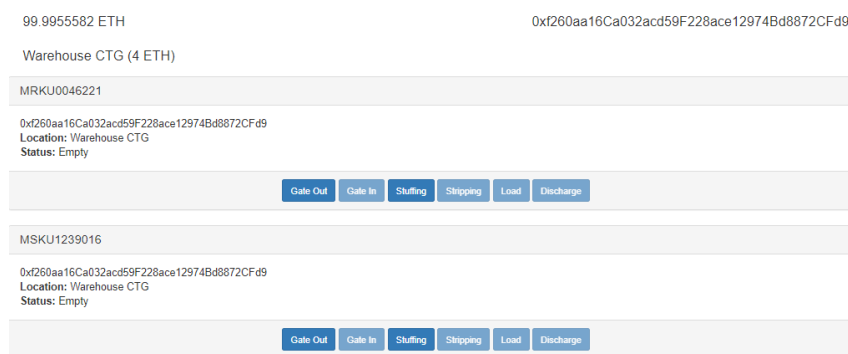 99.9955582 ETH 0xf260aa16Ca032acd59F228ace12974Bd8872CFd9
Warehouse CTG (4 ETH)
MRKU0046221
0xf260aa16Ca032acd59F228ace12974Bd8872CFd9
Location: Warehouse CTG
Status: Empty
Gate Out Gate In Stuffing Stripping Load Discharge
MSKU1239016
0xf260aa16Ca032acd59F228ace12974Bd8872CFd9
Location: Warehouse CTG
Status: Empty
Gate Out Gate In Stuffing Stripping Load Discharge